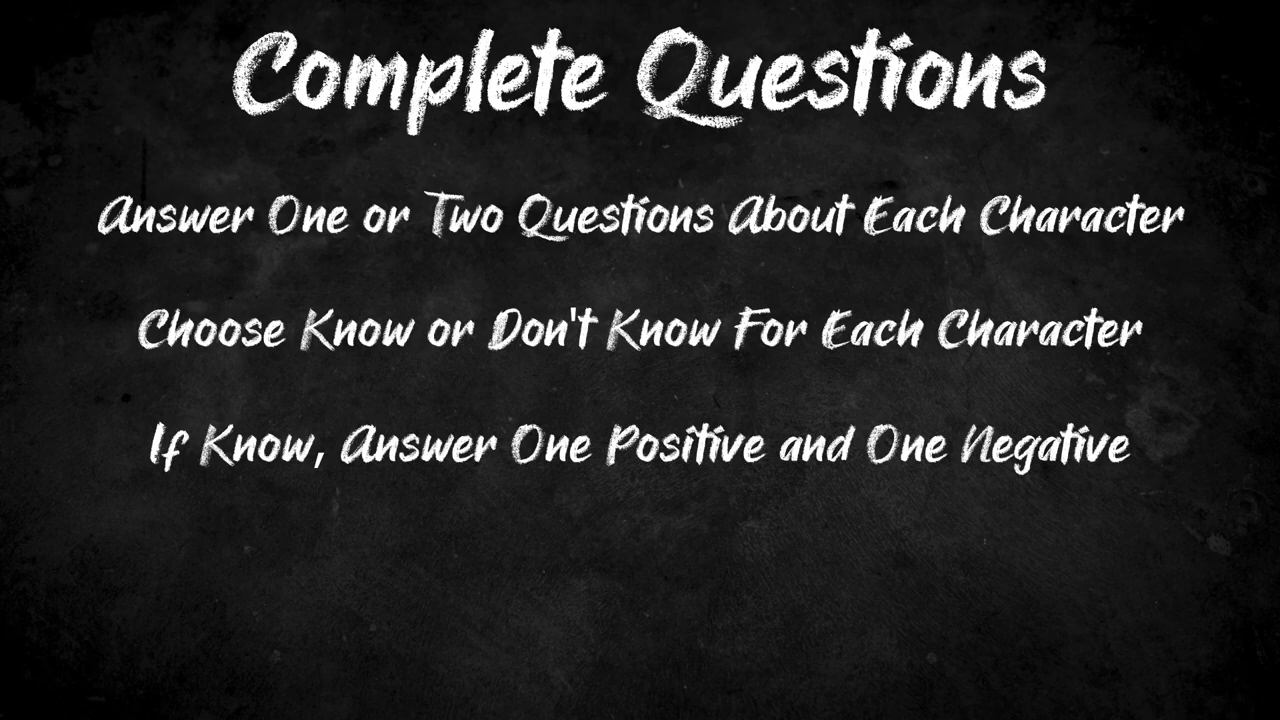 Complete Questions
Answer One or Two Questions About Each Character
Choose Know or Don't Know For Each Character
If Know, Answer One Positive and One Negative